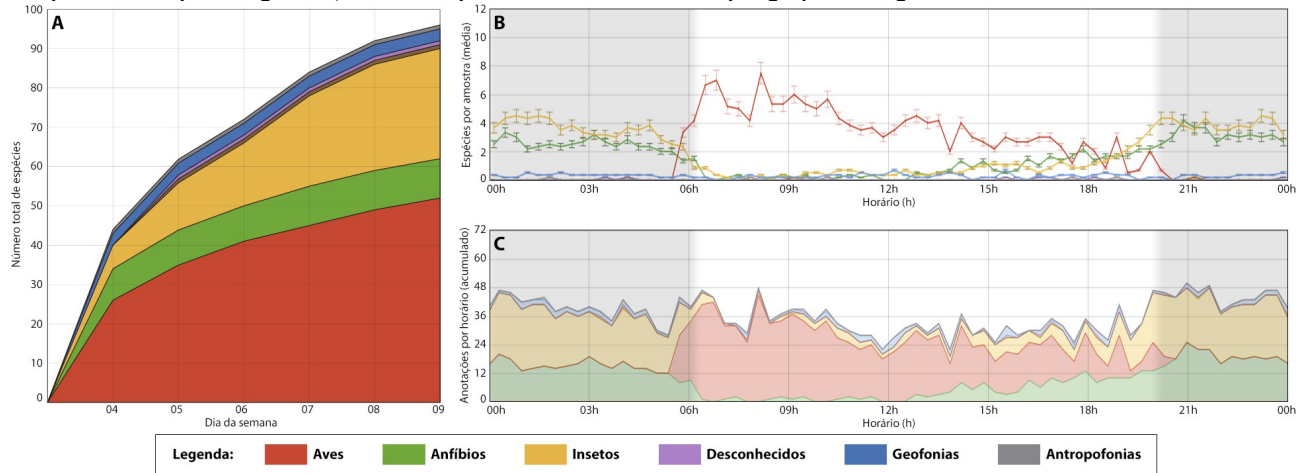 A
Número total de espécies
100
90
80
70
60
50
40
30
20
10
0
04
05
06
07
08
09
Dia da semana
B
Espécies por amostra (média)
12
10
8
6
4
2
0
00h
03h
06h
09h
12h
15h
18h
21h
00h
Horário (h)
C
Anotações por horário (acumulado)
72
60
48
36
24
12
0
00h
03h
06h
09h
12h
15h
18h
21h
00h
Horário (h)
Legenda: Aves Anfíbios Insetos Desconhecidos Geofonias Antropofonias